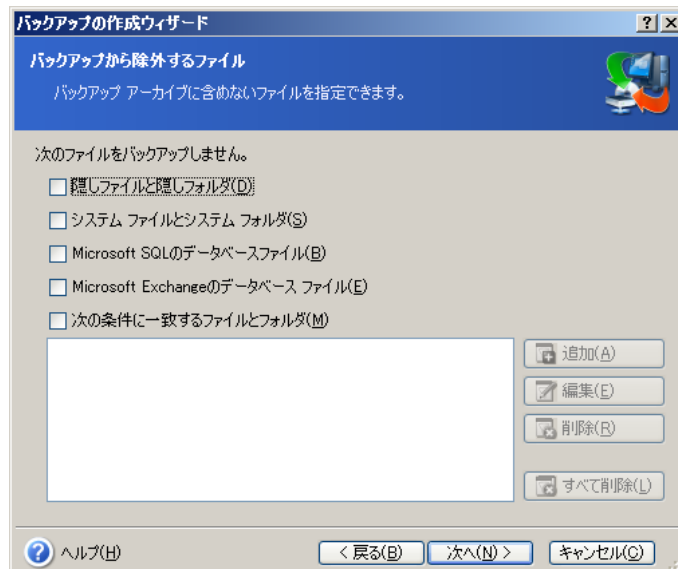 バックアップの作成ウィザード
バックアップから除外するファイル
バックアップ アーカイブに含めないファイルを指定できます。
次のファイルをバックアップしません。
隠しファイルと隠しフォルダ(D)
システム ファイルとシステム フォルダ(S)
Microsoft SQLのデータベースファイル(B)
Microsoft Exchangeのデータベース ファイル(E)
次の条件に一致するファイルとフォルダ(M)
追加(A)
編集(E)
削除(R)
すべて削除(L)
ヘルプ(H)
< 戻る(B)
次へ(N) >
キャンセル(C)